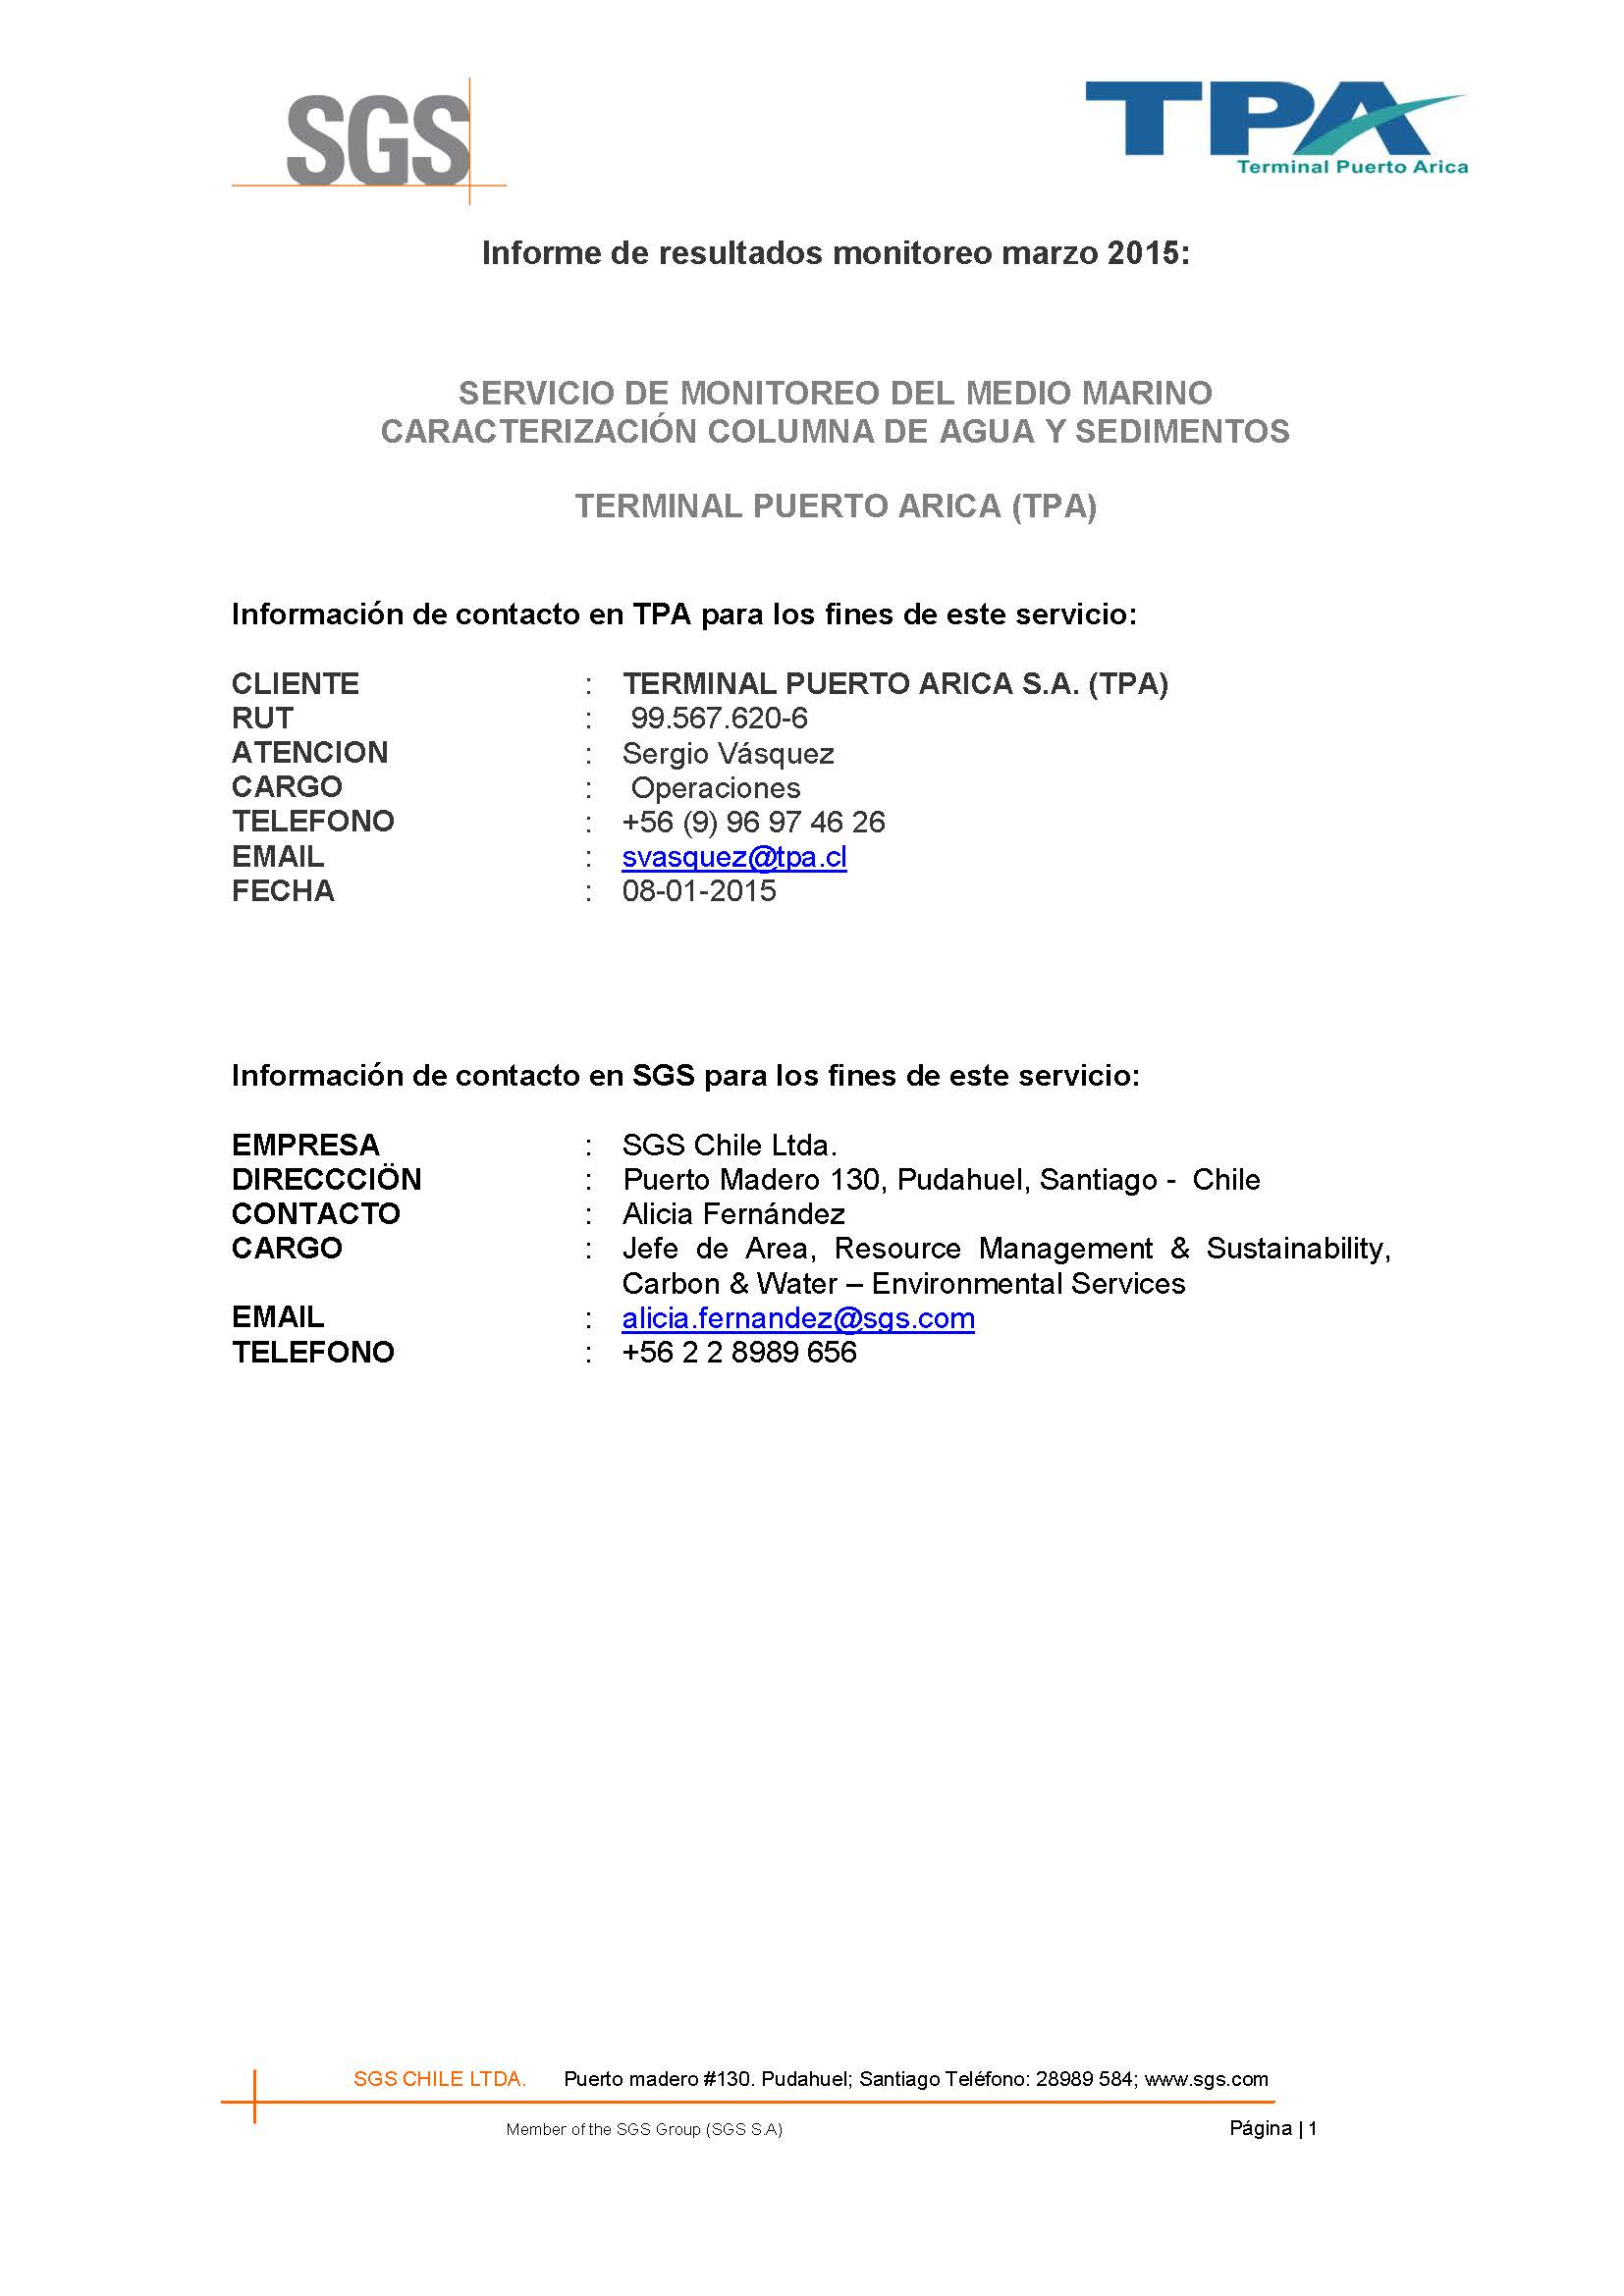 SGS
TPA
Terminal Puerto Arica
Informe de resultados monitoreo marzo 2015:
SERVICIO DE MONITOREO DEL MEDIO MARINO
CARACTERIZACIÓN COLUMNA DE AGUA Y SEDIMENTOS
TERMINAL PUERTO ARICA (TPA)
Información de contacto en TPA para los fines de este servicio:
CLIENTE : TERMINAL PUERTO ARICA S.A. (TPA)
RUT : 99.567.620-6
ATENCION : Sergio Vásquez
CARGO : Operaciones
TELEFONO : +56 (9) 96 97 46 26
EMAIL : svasquez@tpa.cl
FECHA : 08-01-2015
Información de contacto en SGS para los fines de este servicio:
EMPRESA : SGS Chile Ltda.
DIRECCCIÖN : Puerto Madero 130, Pudahuel, Santiago - Chile
CONTACTO : Alicia Fernández
CARGO : Jefe de Area, Resource Management & Sustainability,
Carbon & Water – Environmental Services
EMAIL : alicia.fernandez@sgs.com
TELEFONO : +56 2 2 8989 656
SGS CHILE LTDA. Puerto madero #130. Pudahuel; Santiago Teléfono: 28989 584; www.sgs.com
Member of the SGS Group (SGS S.A) Página | 1